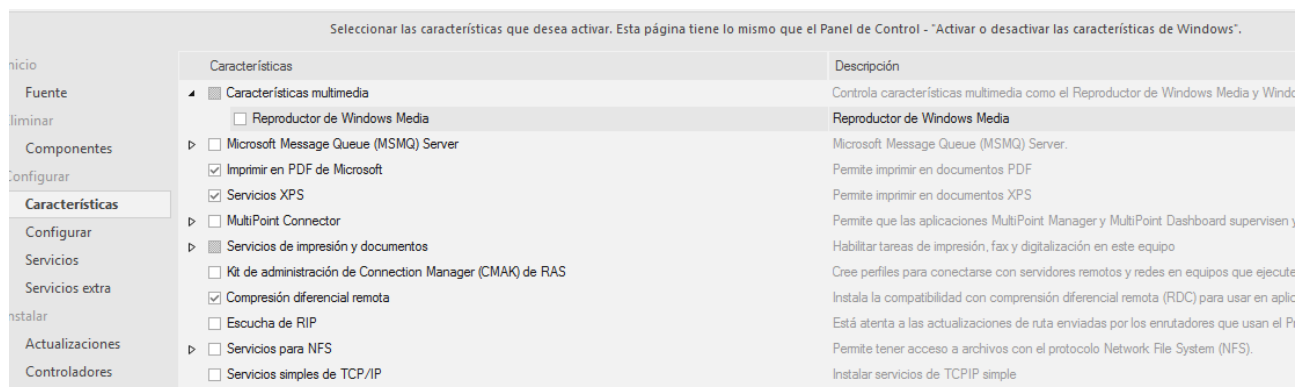 Seleccionar las características que desea activar. Esta página tiene lo mismo que el Panel de Control - "Activar o desactivar las características de Windows".
nicio
Fuente
Eliminar
Componentes
Configurar
Características
Configurar
Servicios
Servicios extra
nstalar
Actualizaciones
Controladores
Características Descripción
Características multimedia Controla características multimedia como el Reproductor de Windows Media y
Reproductor de Windows Media Reproductor de Windows Media
Microsoft Message Queue (MSMQ) Server Microsoft Message Queue (MSMQ) Server.
Imprimir en PDF de Microsoft Permite imprimir en documentos PDF
Servicios XPS Permite imprimir en documentos XPS
MultiPoint Connector Permite que las aplicaciones MultiPoint Manager y MultiPoint Dashboard supervisen y
Servicios de impresión y documentos Habilitar tareas de impresión, fax y digitalización en este equipo
Kit de administración de Connection Manager (CMAK) de RAS Cree perfiles para conectarse con servidores remotos y redes en equipos que
Compresión diferencial remota Instala la compatibilidad con comprensión diferencial remota (RDC) para usar en
Escucha de RIP Está atenta a las actualizaciones de ruta enviadas por los enrutadores que usan el
Servicios para NFS Permite tener acceso a archivos con el protocolo Network File System (NFS).
Servicios simples de TCP/IP Instalar servicios de TCPIP simple